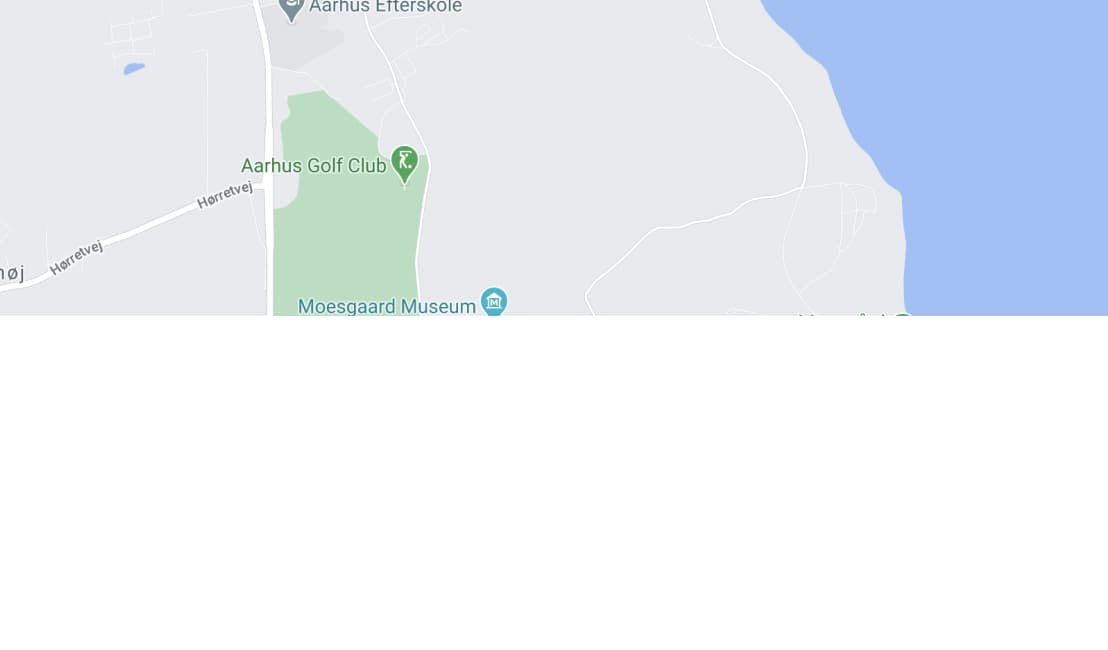 Aarhus Efterskole
Aarhus Golf Club
Hørretvej
Hørretvej
Moesgaard Museum